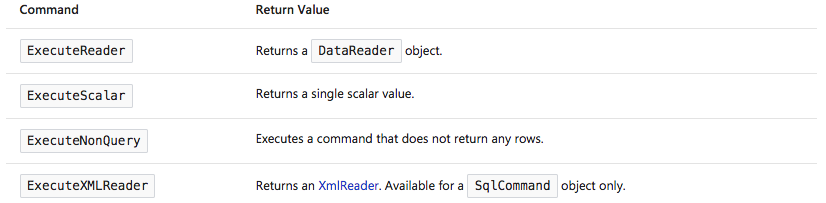 Command Return Value
ExecuteReader Returns a DataReader object.
ExecuteScalar Returns a single scalar value.
ExecuteNonQuery Executes a command that does not return any rows.
ExecuteXMLReader Returns an XmlReader. Available for a SqlCommand object only.